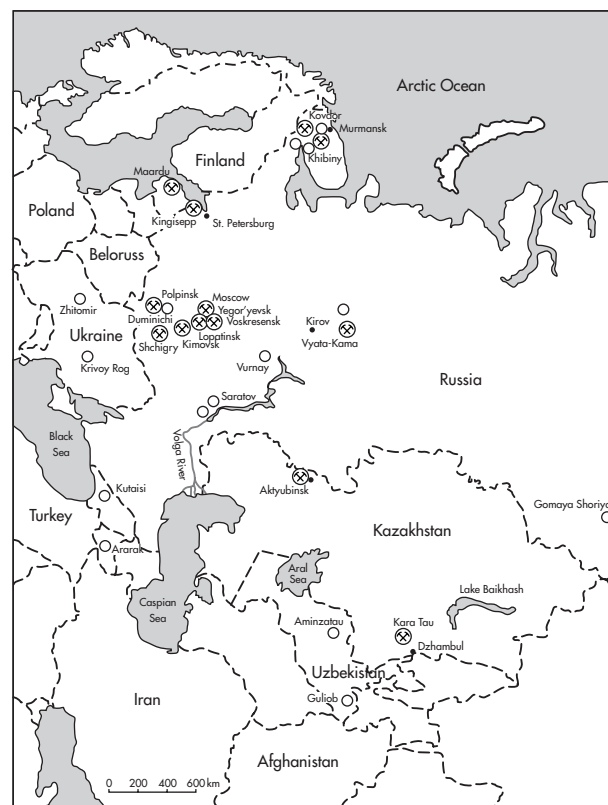 Arctic Ocean
Kovdor
Murmansk
Khibiny
Finland
Maardu
Poland
Kingisepp
St. Petersburg
Beloruss
Zhitomir
Polpinsk
Moscow
Yegor'yevsk
Duminichi
Voskresensk
Lopatinsk
Ukraine
Shchigry
Kimovsk
Kirov
Vyata-Kama
Krivoy Rog
Vurnay
Russia
Saratov
Black
Sea
Volga River
Aktyubinsk
Kutaisi
Gomaya Shoriya
Turkey
Kazakhstan
Ararak
Aral
Sea
Lake Baikhash
Caspian
Sea
Aminzatau
Kara Tau
Dzhambul
Uzbekistan
Iran
Guliob
Afghanistan
0 200 400 600 km